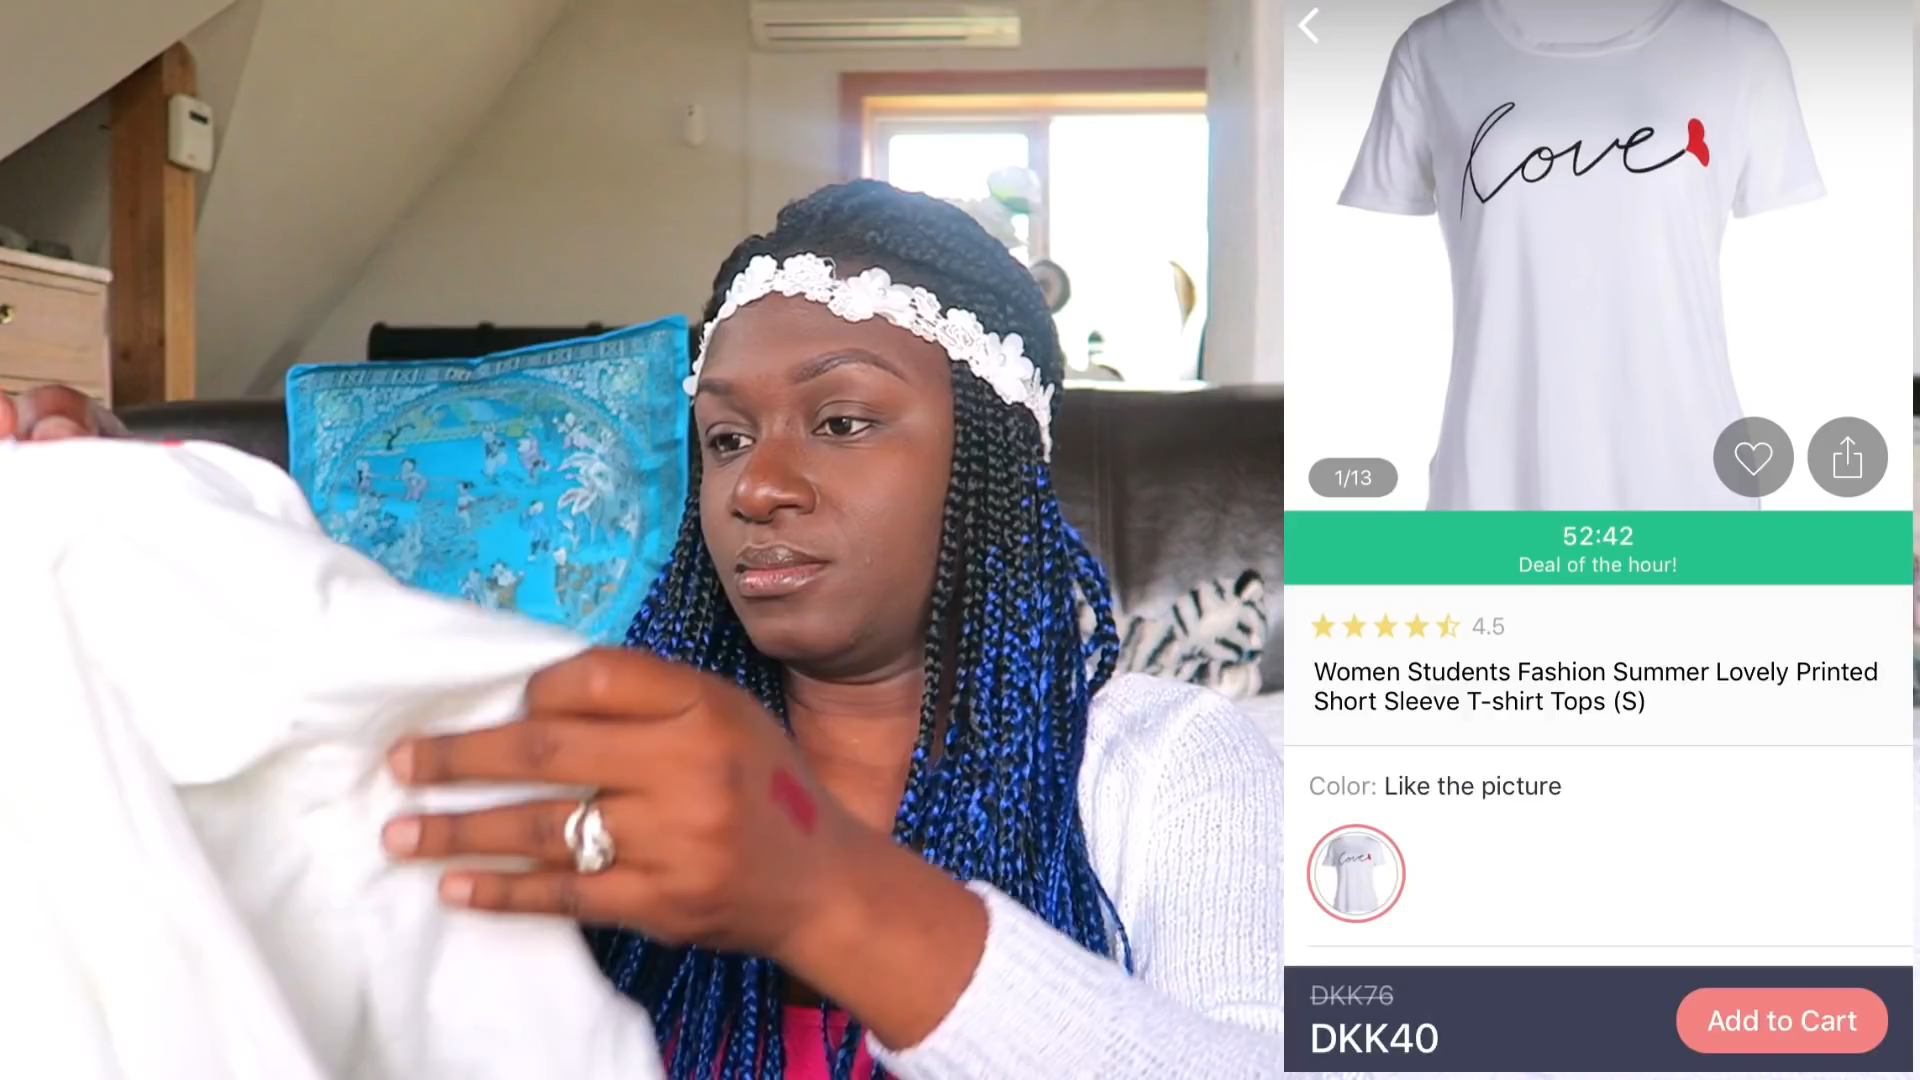 Love
1/13
52:42
Deal of the hour!
4.5
Women Students Fashion Summer Lovely Printed
Short Sleeve T-shirt Tops (S)
Color: Like the picture
Love
DKK76
DKK40
Add to Cart